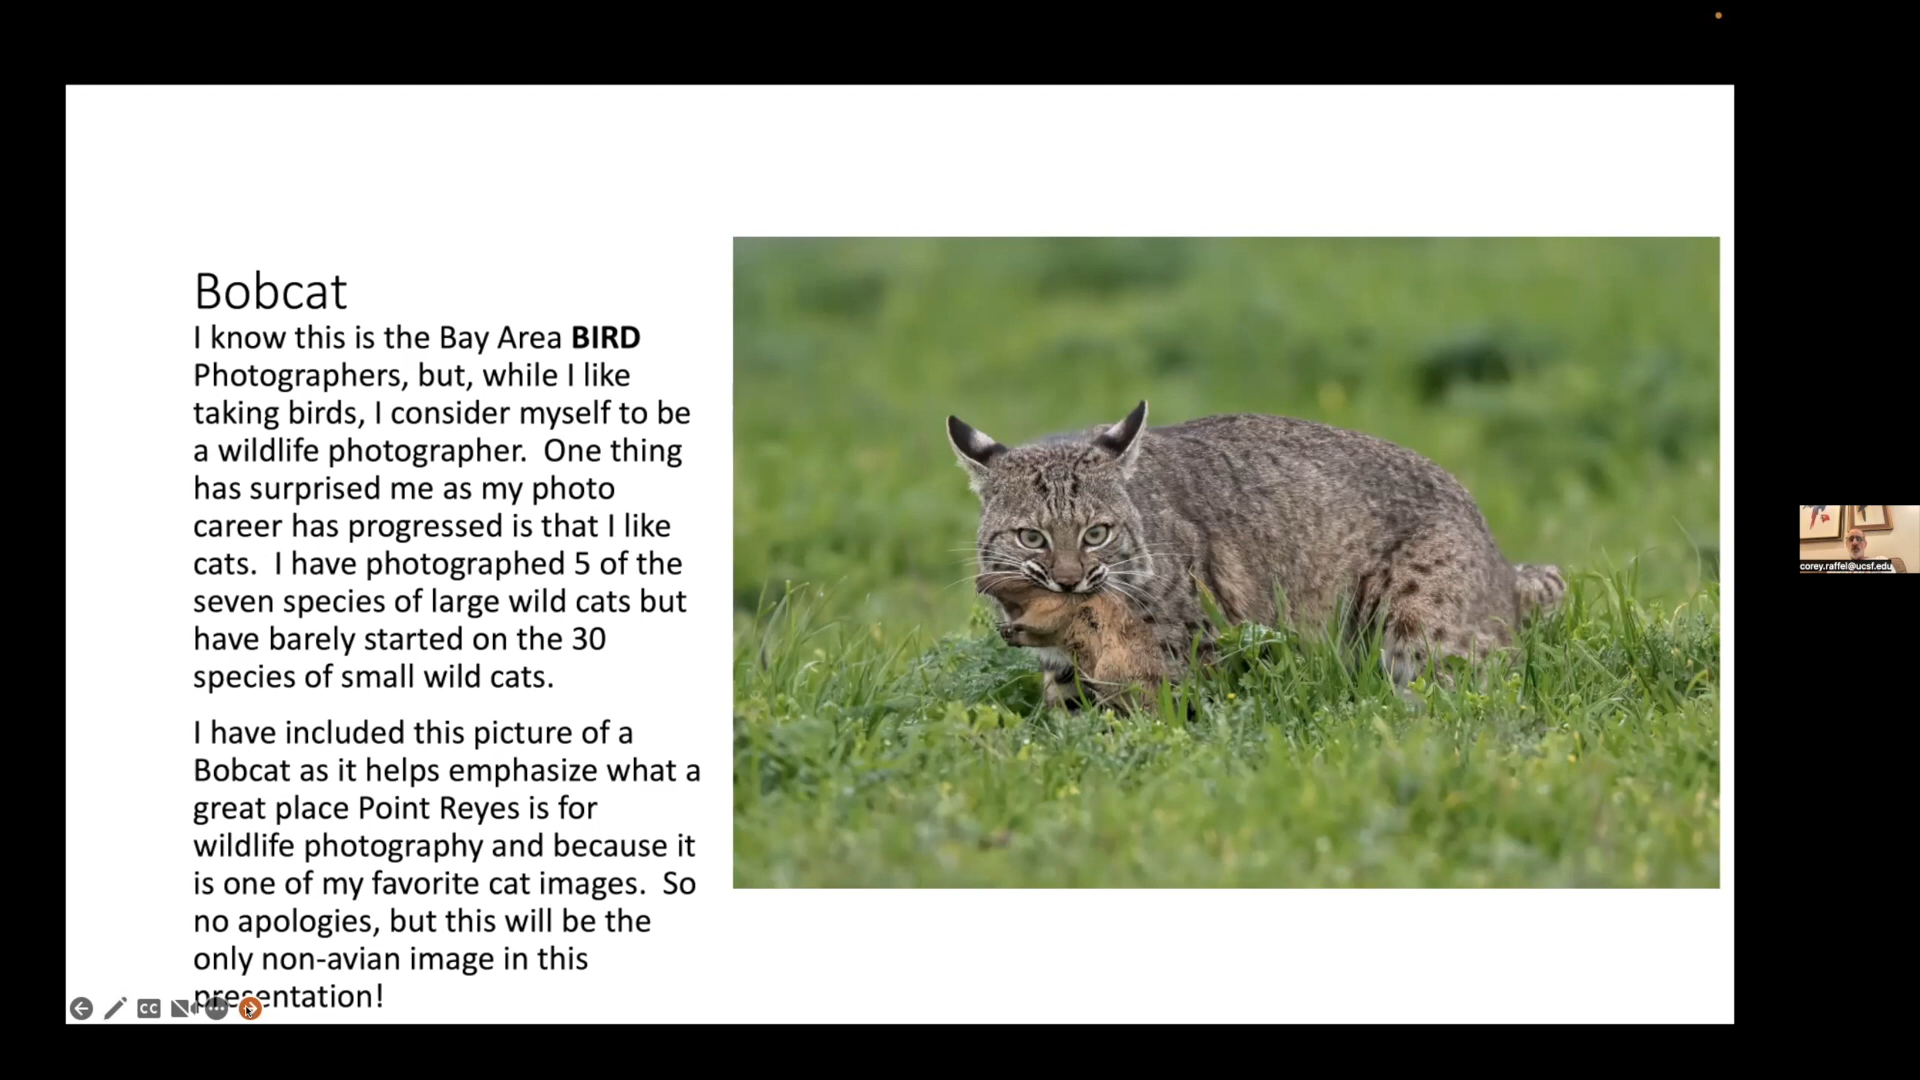 Bobcat
I know this is the Bay Area BIRD
Photographers, but, while I like
taking birds, I consider myself to be
a wildlife photographer.  One thing
has surprised me as my photo
career has progressed is that I like
cats.  I have photographed 5 of the
seven species of large wild cats but
have barely started on the 30
species of small wild cats.
I have included this picture of a
Bobcat as it helps emphasize what a
great place Point Reyes is for
wildlife photography and because it
is one of my favorite cat images.  So
no apologies, but this will be the
only non-avian image in this
presentation!
CC
corey.raffel@ucsf.edu